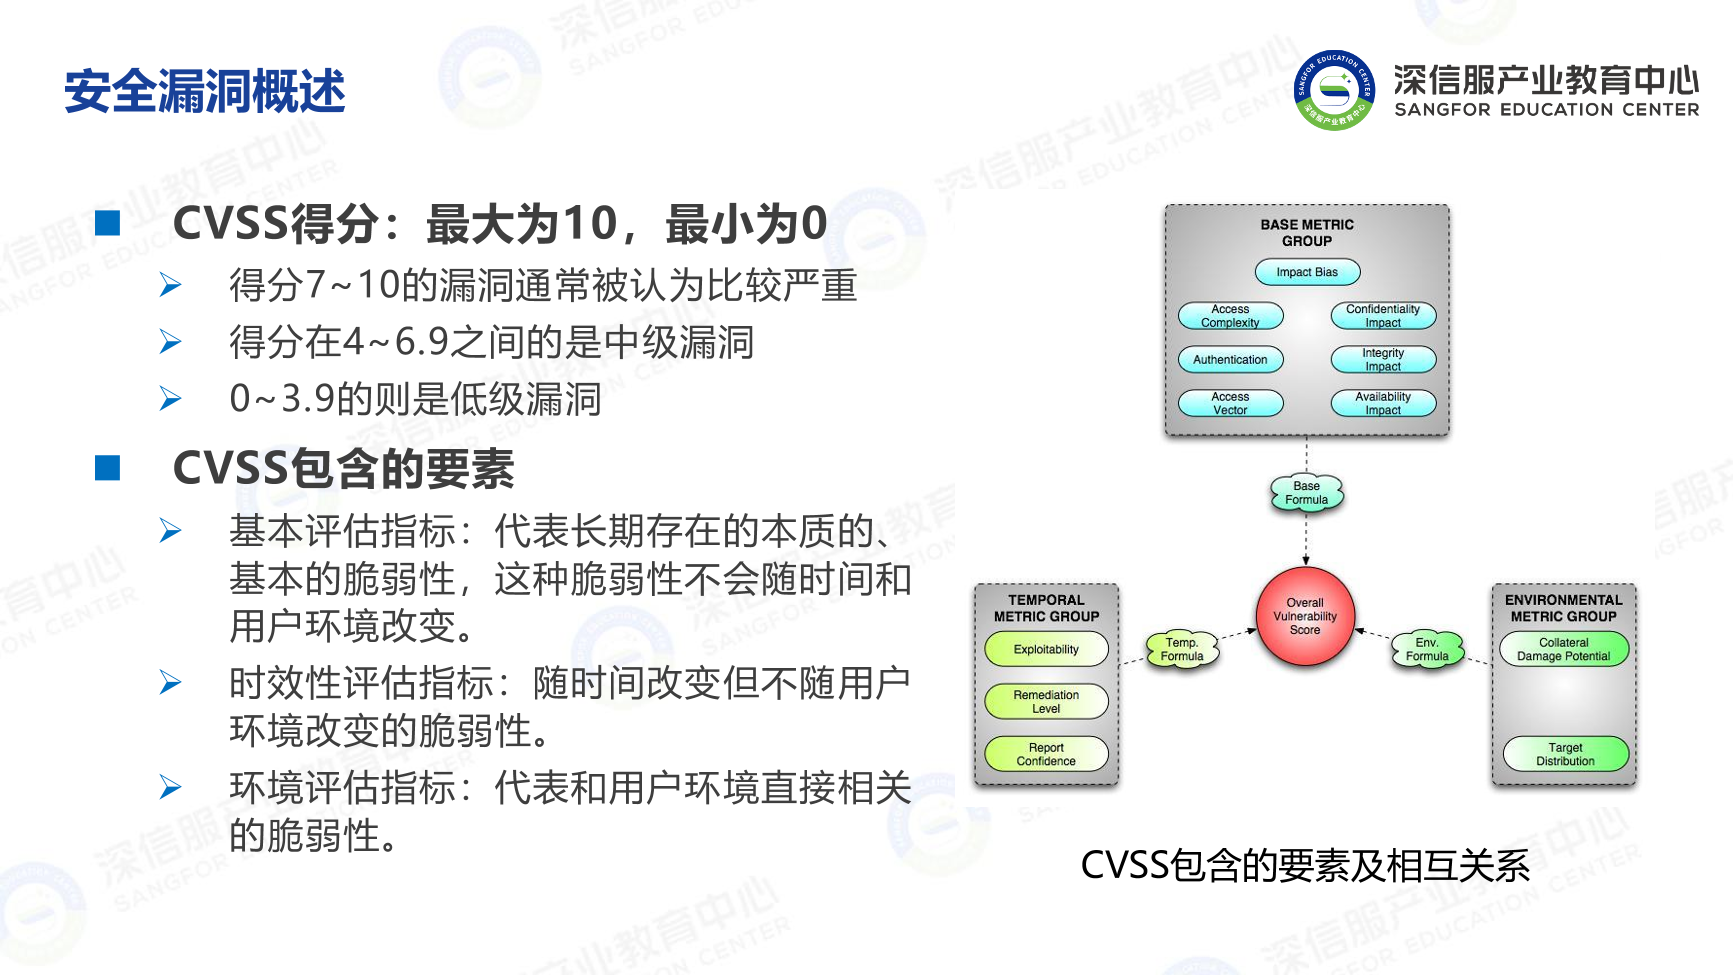 安全漏洞概述
深信服产业教育中心
SANGFOR EDUCATION CENTER
CVSS得分：最大为10，最小为0
得分7~10的漏洞通常被认为比较严重
得分在4~6.9之间的是中级漏洞
0~3.9的则是低级漏洞
CVSS包含的要素
基本评估指标：代表长期存在的本质的、
基本的脆弱性，这种脆弱性不会随时间和
用户环境改变。
时效性评估指标：随时间改变但不随用户
环境改变的脆弱性。
环境评估指标：代表和用户环境直接相关
的脆弱性。
BASE METRIC
GROUP
Impact Bias
Access
Complexity
Confidentiality
Impact
Authentication
Integrity
Impact
Access
Vector
Availability
Impact
Base
Formula
TEMPORAL
METRIC GROUP
Exploitability
Remediation
Level
Report
Confidence
Temp.
Formula
Overall
Vulnerability
Score
Env.
Formula
ENVIRONMENTAL
METRIC GROUP
Collateral
Damage Potential
Target
Distribution
CVSS包含的要素及相互关系